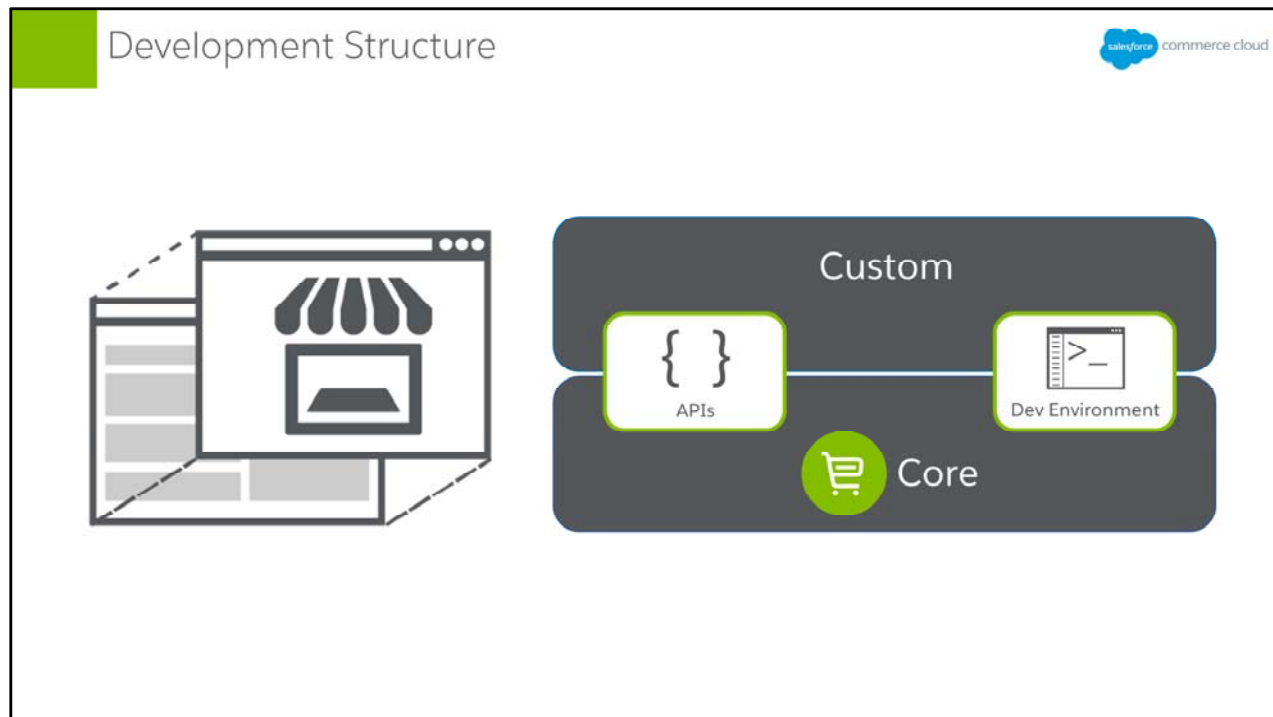 Development Structure
salesforce commerce cloud
Custom
{ }
APIs
>_
Dev Environment
Core